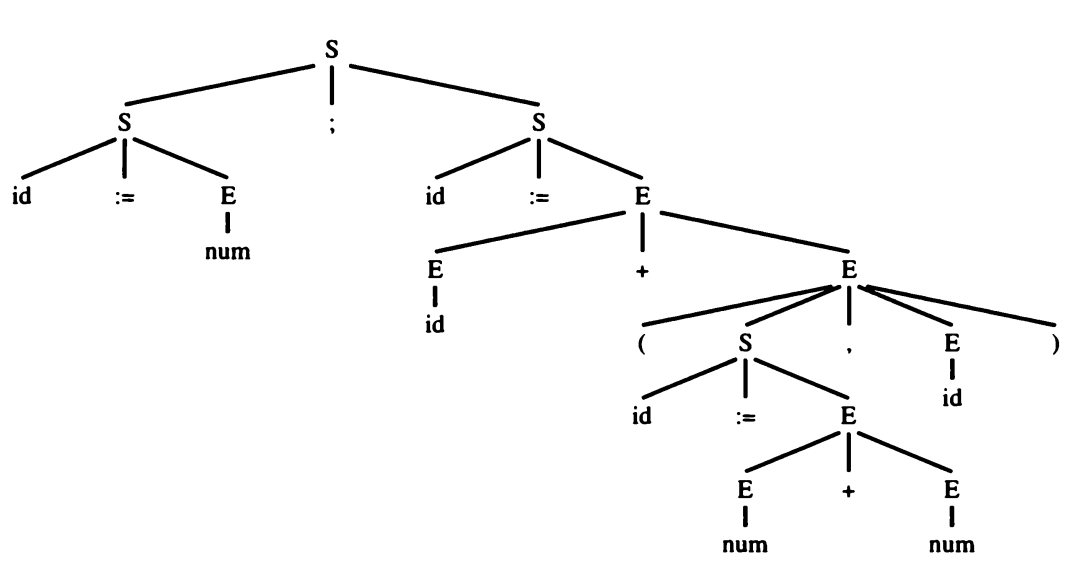 S
S ; S
id := E id := E
num
E + E
id
( S , E )
id := E id
E + E
num num